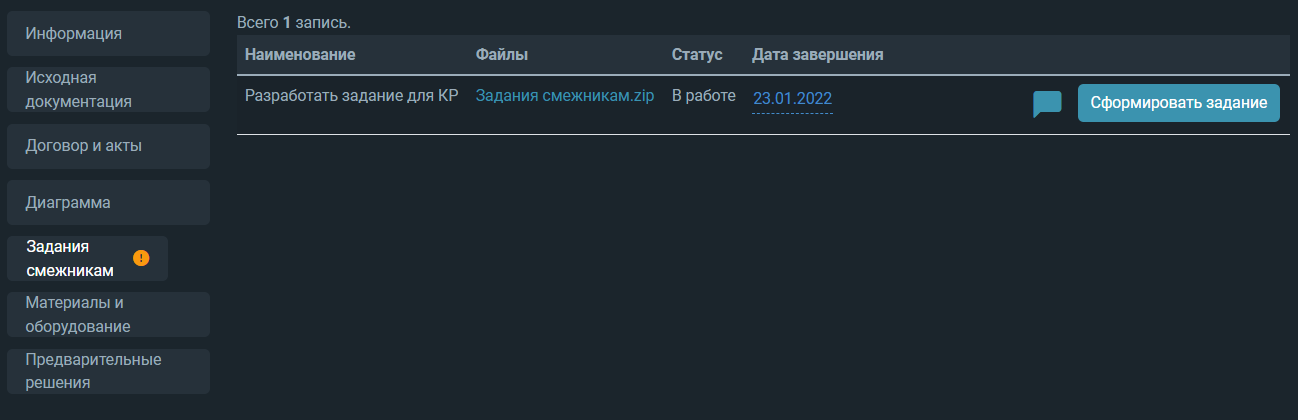 Информация
Исходная
документация
Договор и акты
Диаграмма
Задания
смежникам
Материалы и
оборудование
Предварительные
решения
Всего 1 запись.
Наименование Файлы Статус Дата завершения
Разработать задание для КР Задания смежникам.zip В работе 23.01.2022 Сформировать задание